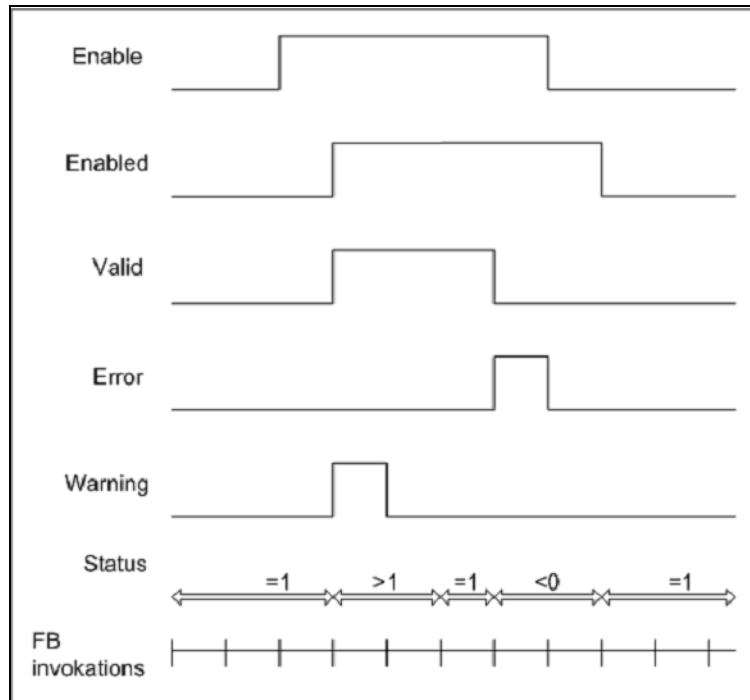 Enable
Enabled
Valid
Error
Warning
Status
=1 >1 =1 <0 =1
FB
invokations